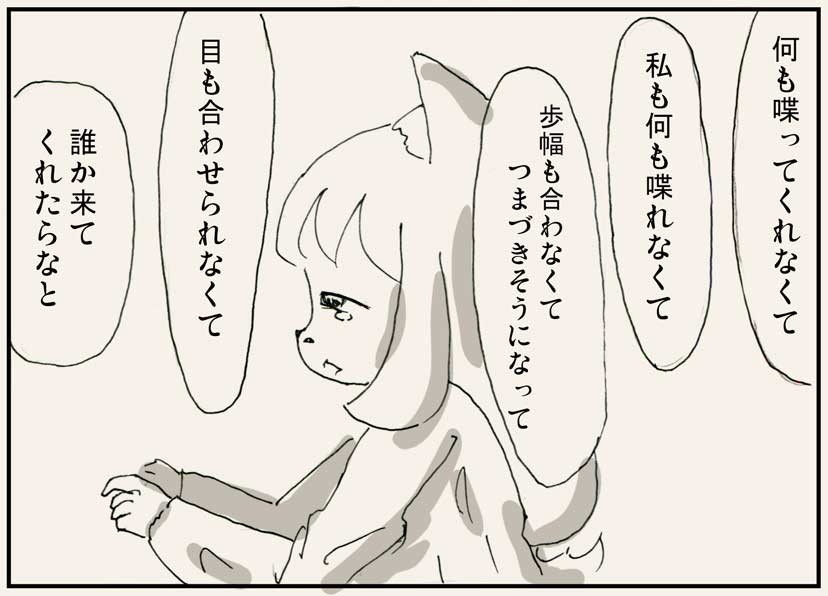 何も喋ってくれなくて
私も何も喋れなくて
歩幅も合わなくて
つまづきそうになって
目も合わせられなくて
誰か来て
くれたらなと